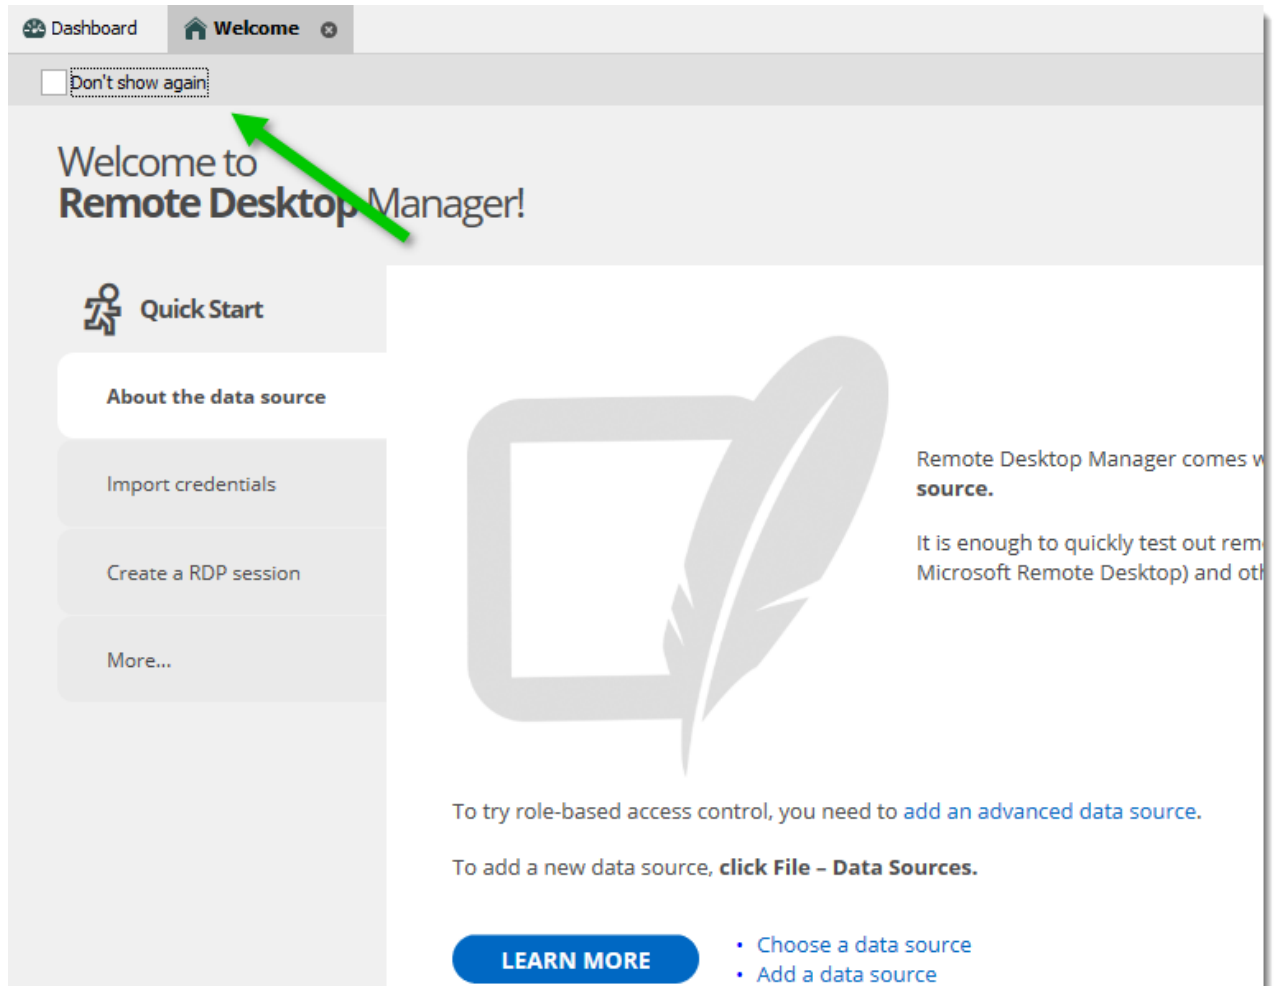 Dashboard
Welcome
Don't show again
Welcome to
Remote Desktop Manager!
Quick Start
About the data source
Import credentials
Create a RDP session
More...
Remote Desktop Manager comes
source.
It is enough to quickly test out
Microsoft Remote Desktop) and
To try role-based access control, you need to add an advanced data source.
To add a new data source, click File – Data Sources.
LEARN MORE
• Choose a data source
• Add a data source